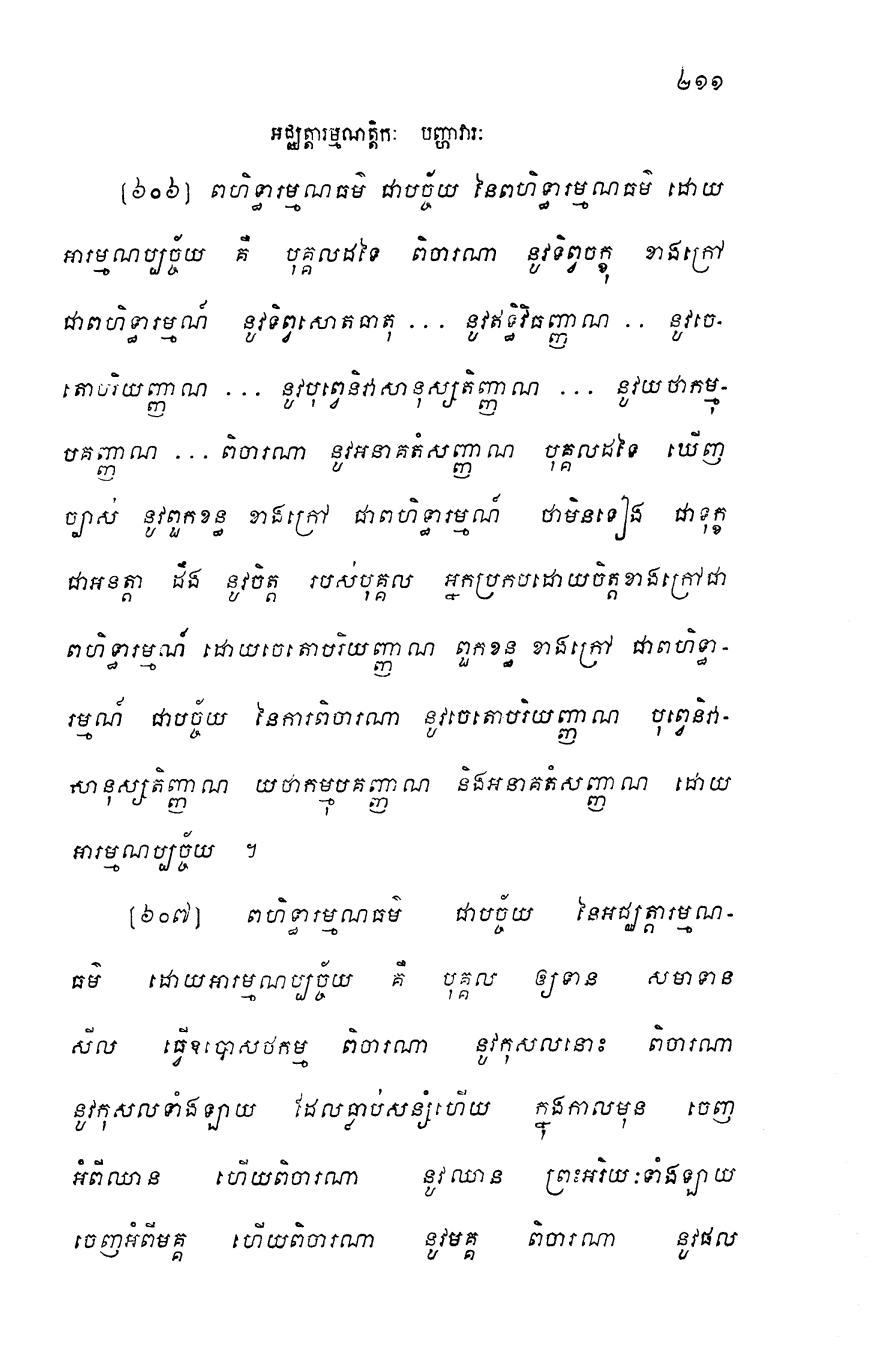 ២១១
អជ្ឈត្តារម្មណត្តិកៈ បញ្ហាវារៈ
[៦០៦] ពហិទ្ធារម្មណធម៌ ជាបច្ច័យ នៃពហិទ្ធារម្មណធម៌ ដោយ
អារម្មណប្បច្ច័យ គឺ បុគ្គលដទៃ ពិចារណា នូវទិព្វចក្ខុ ខាងក្រៅ
ជាពហិទ្ធារម្មណ៍ នូវទិព្វសោតធាតុ ... នូវឥទ្ធិវិធញ្ញាណ .. នូវចេ-
តោបរិយញ្ញាណ ... នូវបុព្វេនិវាសានុស្សតិញ្ញាណ ... នូវយថាកម្មុ-
បគញ្ញាណ ... ពិចារណា នូវអនាគតំសញ្ញាណ បុគ្គលដទៃ ឃើញ
ច្បាស់ នូវពួកខន្ធ ខាងក្រៅ ជាពហិទ្ធារម្មណ៍ ថាមិនទៀង ជាទុក្ខ
ជាអនត្តា ដឹង នូវចិត្ត របស់បុគ្គល អ្នកប្រកបដោយចិត្តខាងក្រៅជា
ពហិទ្ធារម្មណ៍ ដោយចេតោបរិយញ្ញាណ ពួកខន្ធ ខាងក្រៅ ជាពហិទ្ធា-
រម្មណ៍ ជាបច្ច័យ នៃការពិចារណា នូវចេតោបរិយញ្ញាណ បុព្វេនិវា-
សានុស្សតិញ្ញាណ យថាកម្មុបគញ្ញាណ និងអនាគតំសញ្ញាណ ដោយ
អារម្មណប្បច្ច័យ ។
[៦០៧] ពហិទ្ធារម្មណធម៌ ជាបច្ច័យ នៃអជ្ឈត្តារម្មណ-
ធម៌ ដោយអារម្មណប្បច្ច័យ គឺ បុគ្គល ឲ្យទាន សមាទាន
សីល ធ្វើឧបោសថកម្ម ពិចារណា នូវកុសលនោះ ពិចារណា
នូវកុសលទាំងឡាយ ដែលធ្លាប់សន្សំហើយ ក្នុងកាលមុន ចេញ
អំពីឈាន ហើយពិចារណា នូវឈាន ព្រះអរិយៈទាំងឡាយ
ចេញអំពីមគ្គ ហើយពិចារណា នូវមគ្គ ពិចារណា នូវផល